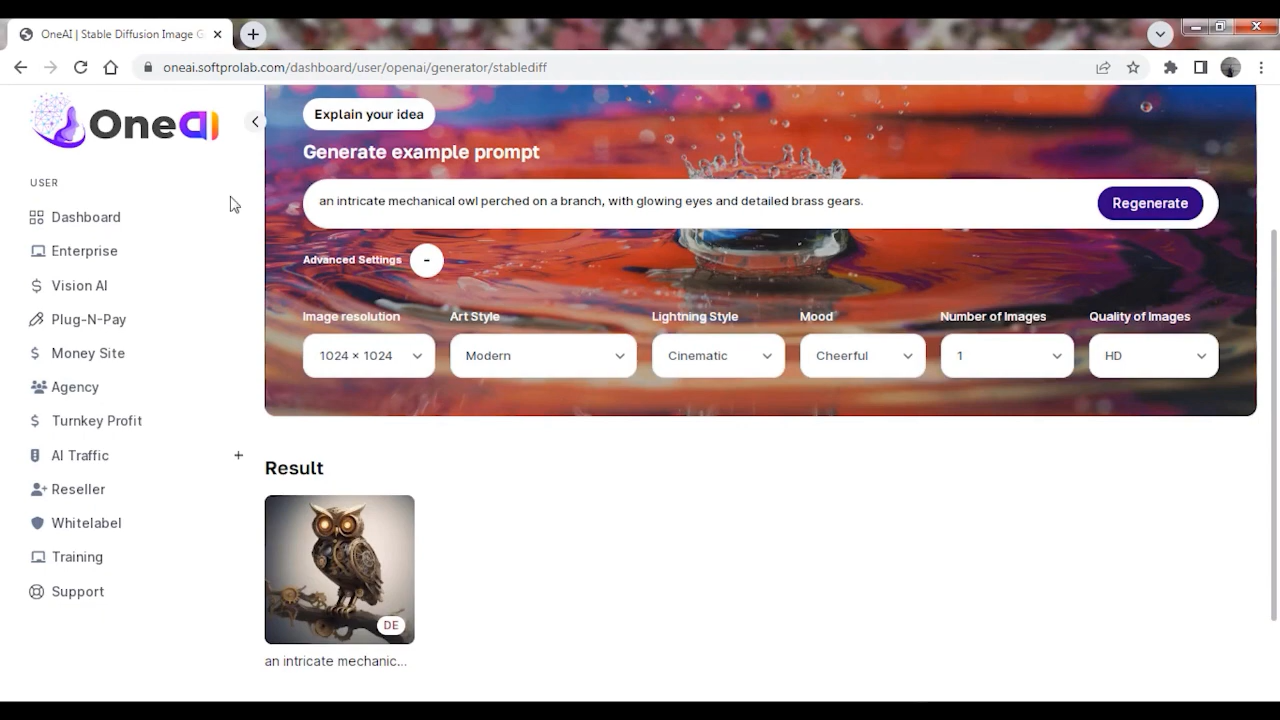 OneAI | Stable Diffusion Image G
oneai.softprolab.com/dashboard/user/openai/generator/stablediff
OneAI
USER
Dashboard
Enterprise
Vision AI
Plug-N-Pay
Money Site
Agency
Turnkey Profit
AI Traffic
Reseller
Whitelabel
Training
Support
Explain your idea
Generate example prompt
an intricate mechanical owl perched on a branch, with glowing eyes and detailed brass gears.
Regenerate
Advanced Settings -
Image resolution Art Style Lightning Style Mood Number of Images Quality of Images
1024 × 1024 Modern Cinematic Cheerful 1 HD
Result
DE
an intricate mechanic...